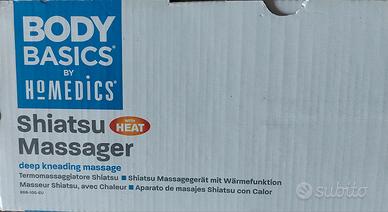 BODY
BASICS®
BY
HOMEDICS®
Shiatsu WITH HEAT
Massager
deep kneading massage
Termomassaggiatore Shiatsu ■ Shiatsu Massagegerät mit Wärmefunktion
Masseur Shiatsu, avec Chaleur ■ Aparato de masajes Shiatsu con Calor
subito